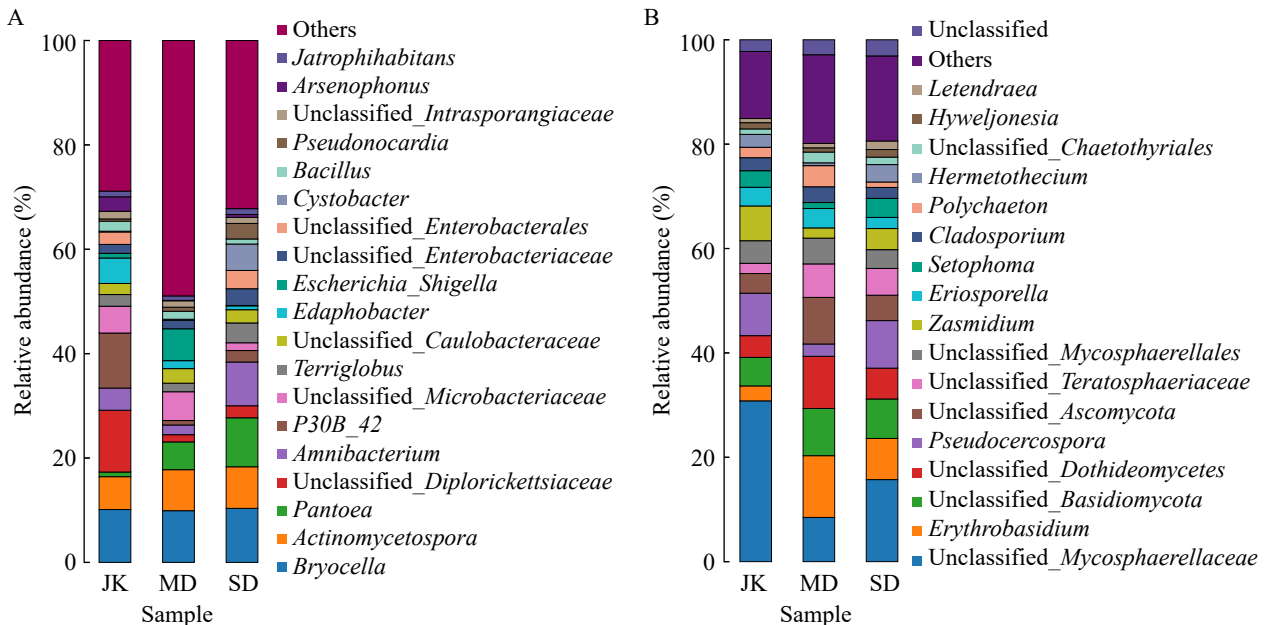 A
Relative abundance (%)
100
80
60
40
20
0
JK MD SD
Sample
Others
Jatrophihabitans
Arsenophonus
Unclassified_Intrasporangiaceae
Pseudonocardia
Bacillus
Cystobacter
Unclassified_Enterobacterales
Unclassified_Enterobacteriaceae
Escherichia_Shigella
Edaphobacter
Unclassified_Caulobacteraceae
Terriglobus
Unclassified_Microbacteriaceae
P30B_42
Amnibacterium
Unclassified_Diplorickettsiaceae
Pantoea
Actinomycetospora
Bryocella
B
Relative abundance (%)
100
80
60
40
20
0
JK MD SD
Sample
Unclassified
Others
Letendraea
Hyweljonesia
Unclassified_Chaetothyriales
Hermetothecium
Polychaeton
Cladosporium
Setophoma
Eriosporella
Zasmidium
Unclassified_Mycosphaerellales
Unclassified_Teratosphaeriaceae
Unclassified_Ascomycota
Pseudocercospora
Unclassified_Dothideomycetes
Unclassified_Basidiomycota
Erythrobasidium
Unclassified_Mycosphaerellaceae